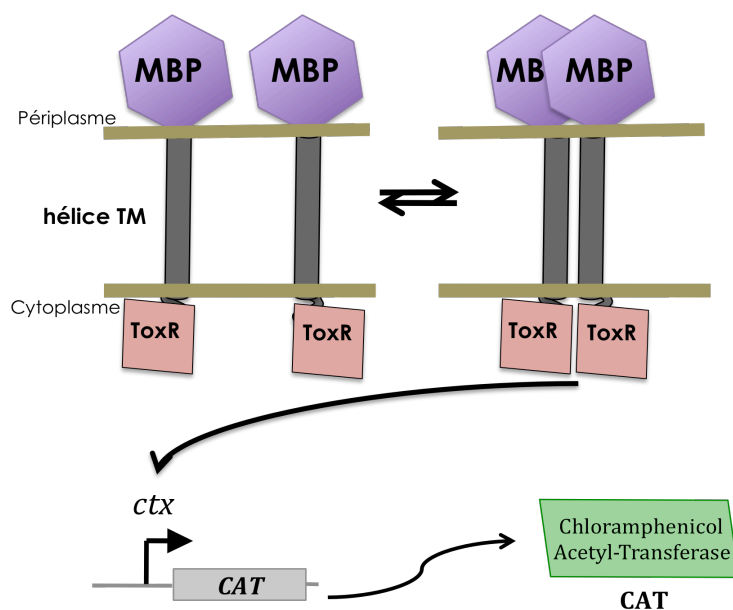 MBP
MBP
MB
MBP
Périplasme
hélice TM
Cytoplasme
ToxR
ToxR
ToxR
ToxR
ctx
CAT
Chloramphenicol
Acetyl-Transferase
CAT